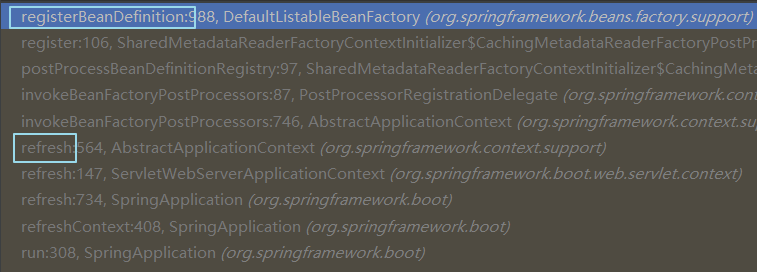 registerBeanDefinition:988, DefaultListableBeanFactory (org.springframework.beans.factory.support)
register:106, SharedMetadataReaderFactoryContextInitializer$CachingMetadataReaderFactoryPostPr
postProcessBeanDefinitionRegistry:97, SharedMetadataReaderFactoryContextInitializer$CachingMeta
invokeBeanFactoryPostProcessors:87, PostProcessorRegistrationDelegate (org.springframework.cont
invokeBeanFactoryPostProcessors:746, AbstractApplicationContext (org.springframework.context.su
refresh:564, AbstractApplicationContext (org.springframework.context.support)
refresh:147, ServletWebServerApplicationContext (org.springframework.boot.web.servlet.context)
refresh:734, SpringApplication (org.springframework.boot)
refreshContext:408, SpringApplication (org.springframework.boot)
run:308, SpringApplication (org.springframework.boot)